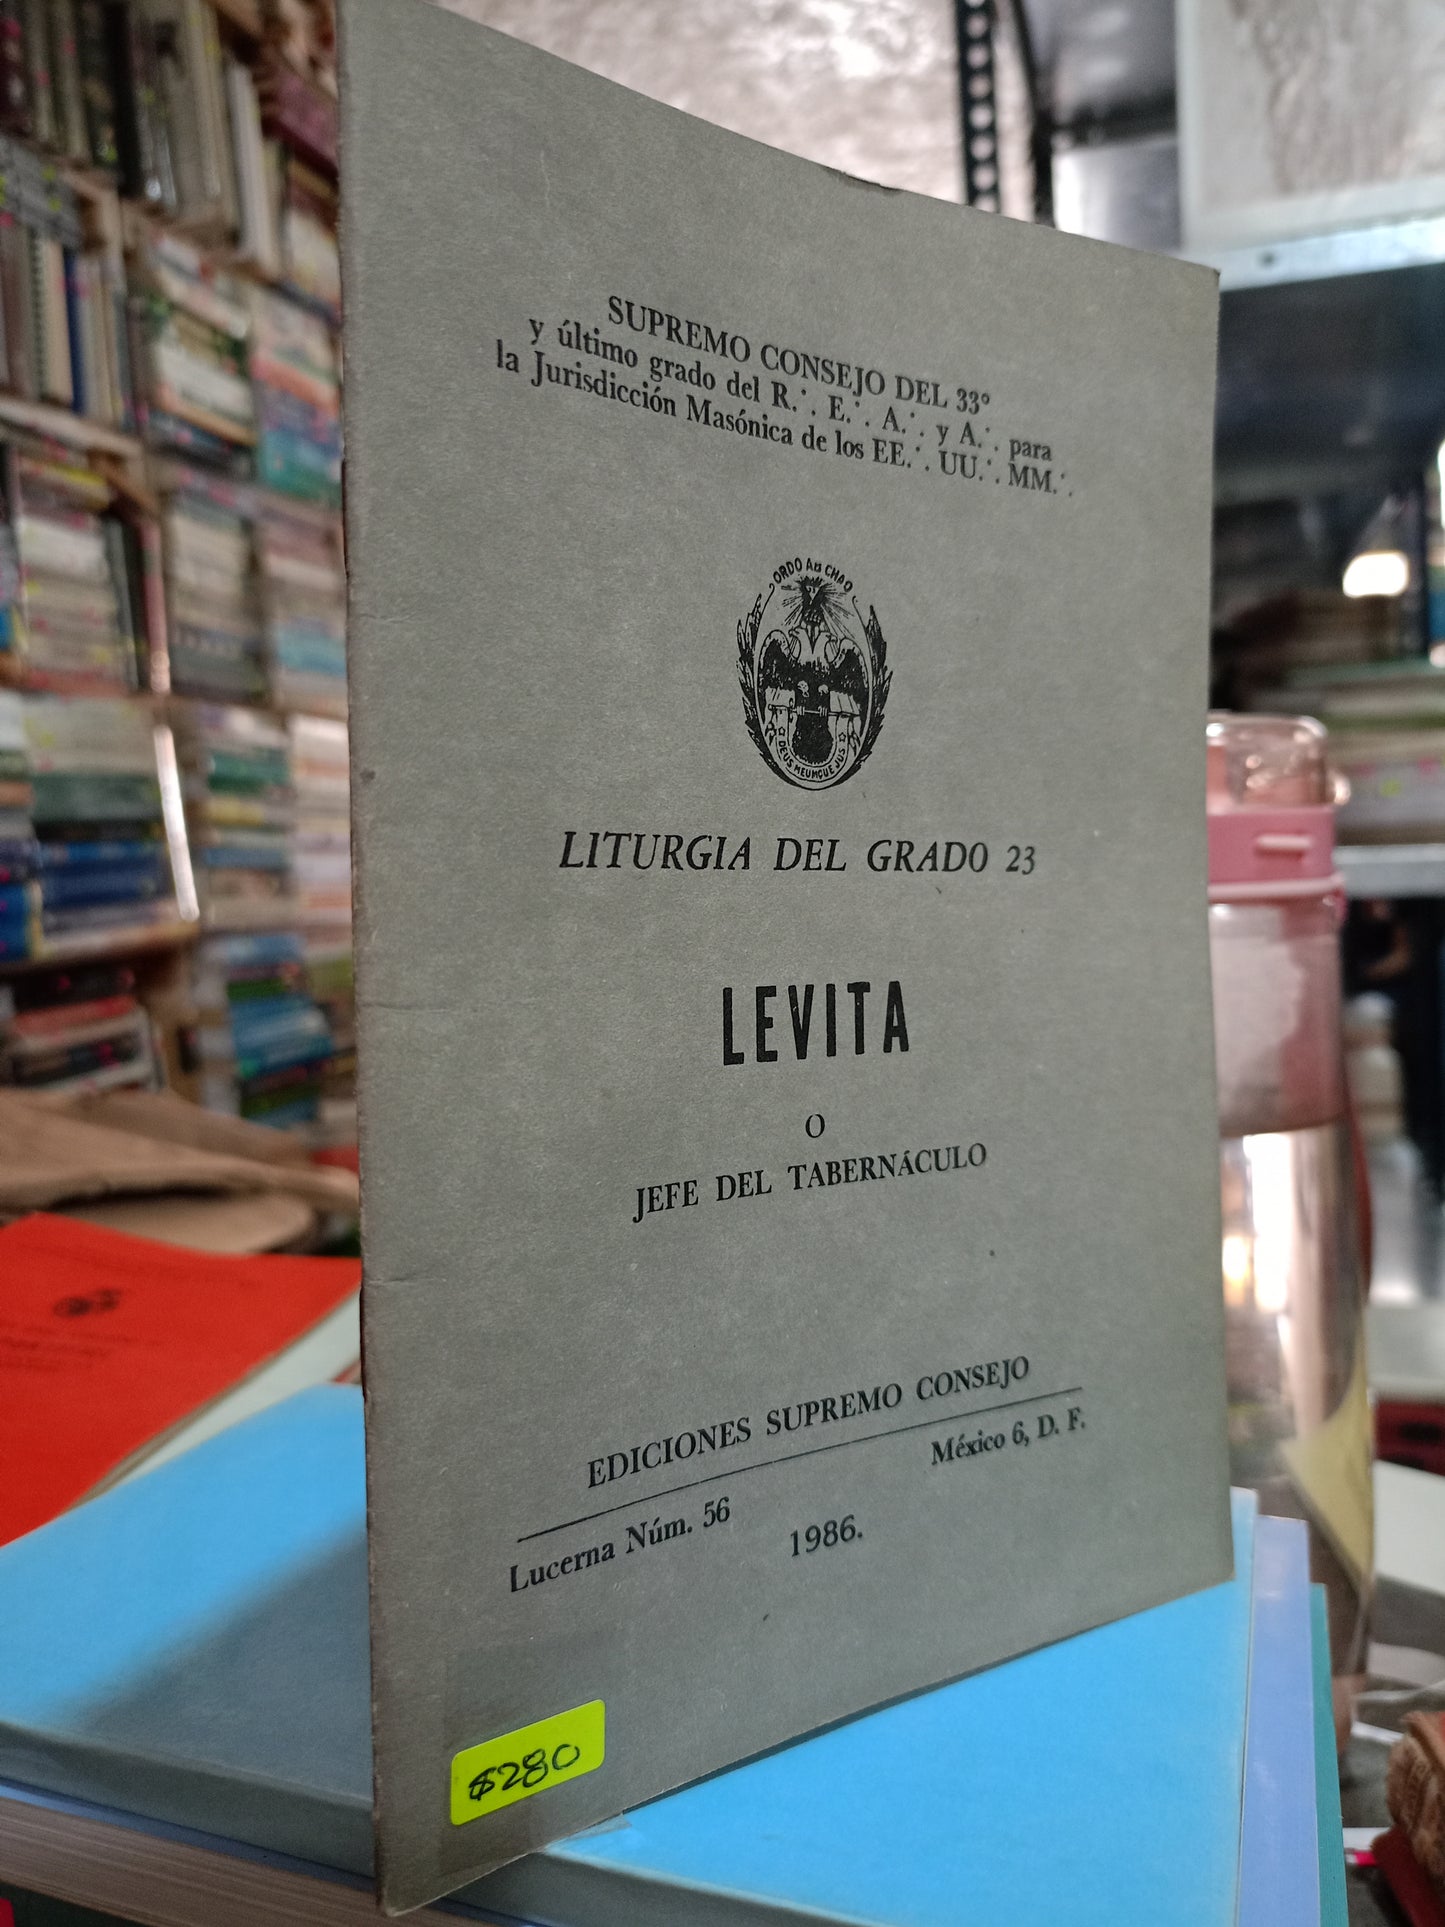 SUPREMO CONSEJO DEL 33º
y último grado del R.·. E.·. A.·. y A.·. para
la Jurisdicción Masónica de los EE.·. UU.·. MM.·.
ORDO AB CHAO
DEUS MEUMQUE JUS
LITURGIA DEL GRADO 23
LEVITA
O
JEFE DEL TABERNÁCULO
EDICIONES SUPREMO CONSEJO
Lucerna Núm. 56
México 6, D. F.
1986.
$280